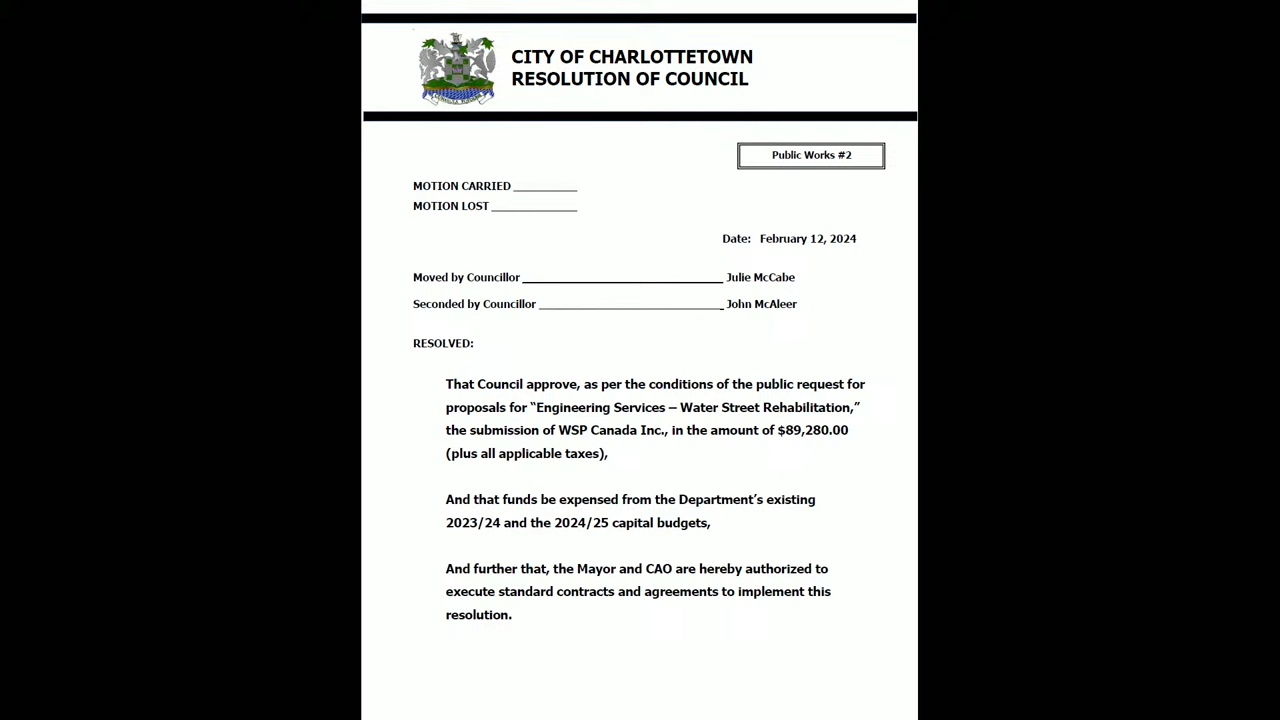 CITY OF CHARLOTTETOWN
RESOLUTION OF COUNCIL
Public Works #2
MOTION CARRIED ___________
MOTION LOST _______________
Date: February 12, 2024
Moved by Councillor ___________________________________ Julie McCabe
Seconded by Councillor ________________________________ John McAleer
RESOLVED:
That Council approve, as per the conditions of the public request for
proposals for “Engineering Services – Water Street Rehabilitation,”
the submission of WSP Canada Inc., in the amount of $89,280.00
(plus all applicable taxes),
And that funds be expensed from the Department’s existing
2023/24 and the 2024/25 capital budgets,
And further that, the Mayor and CAO are hereby authorized to
execute standard contracts and agreements to implement this
resolution.